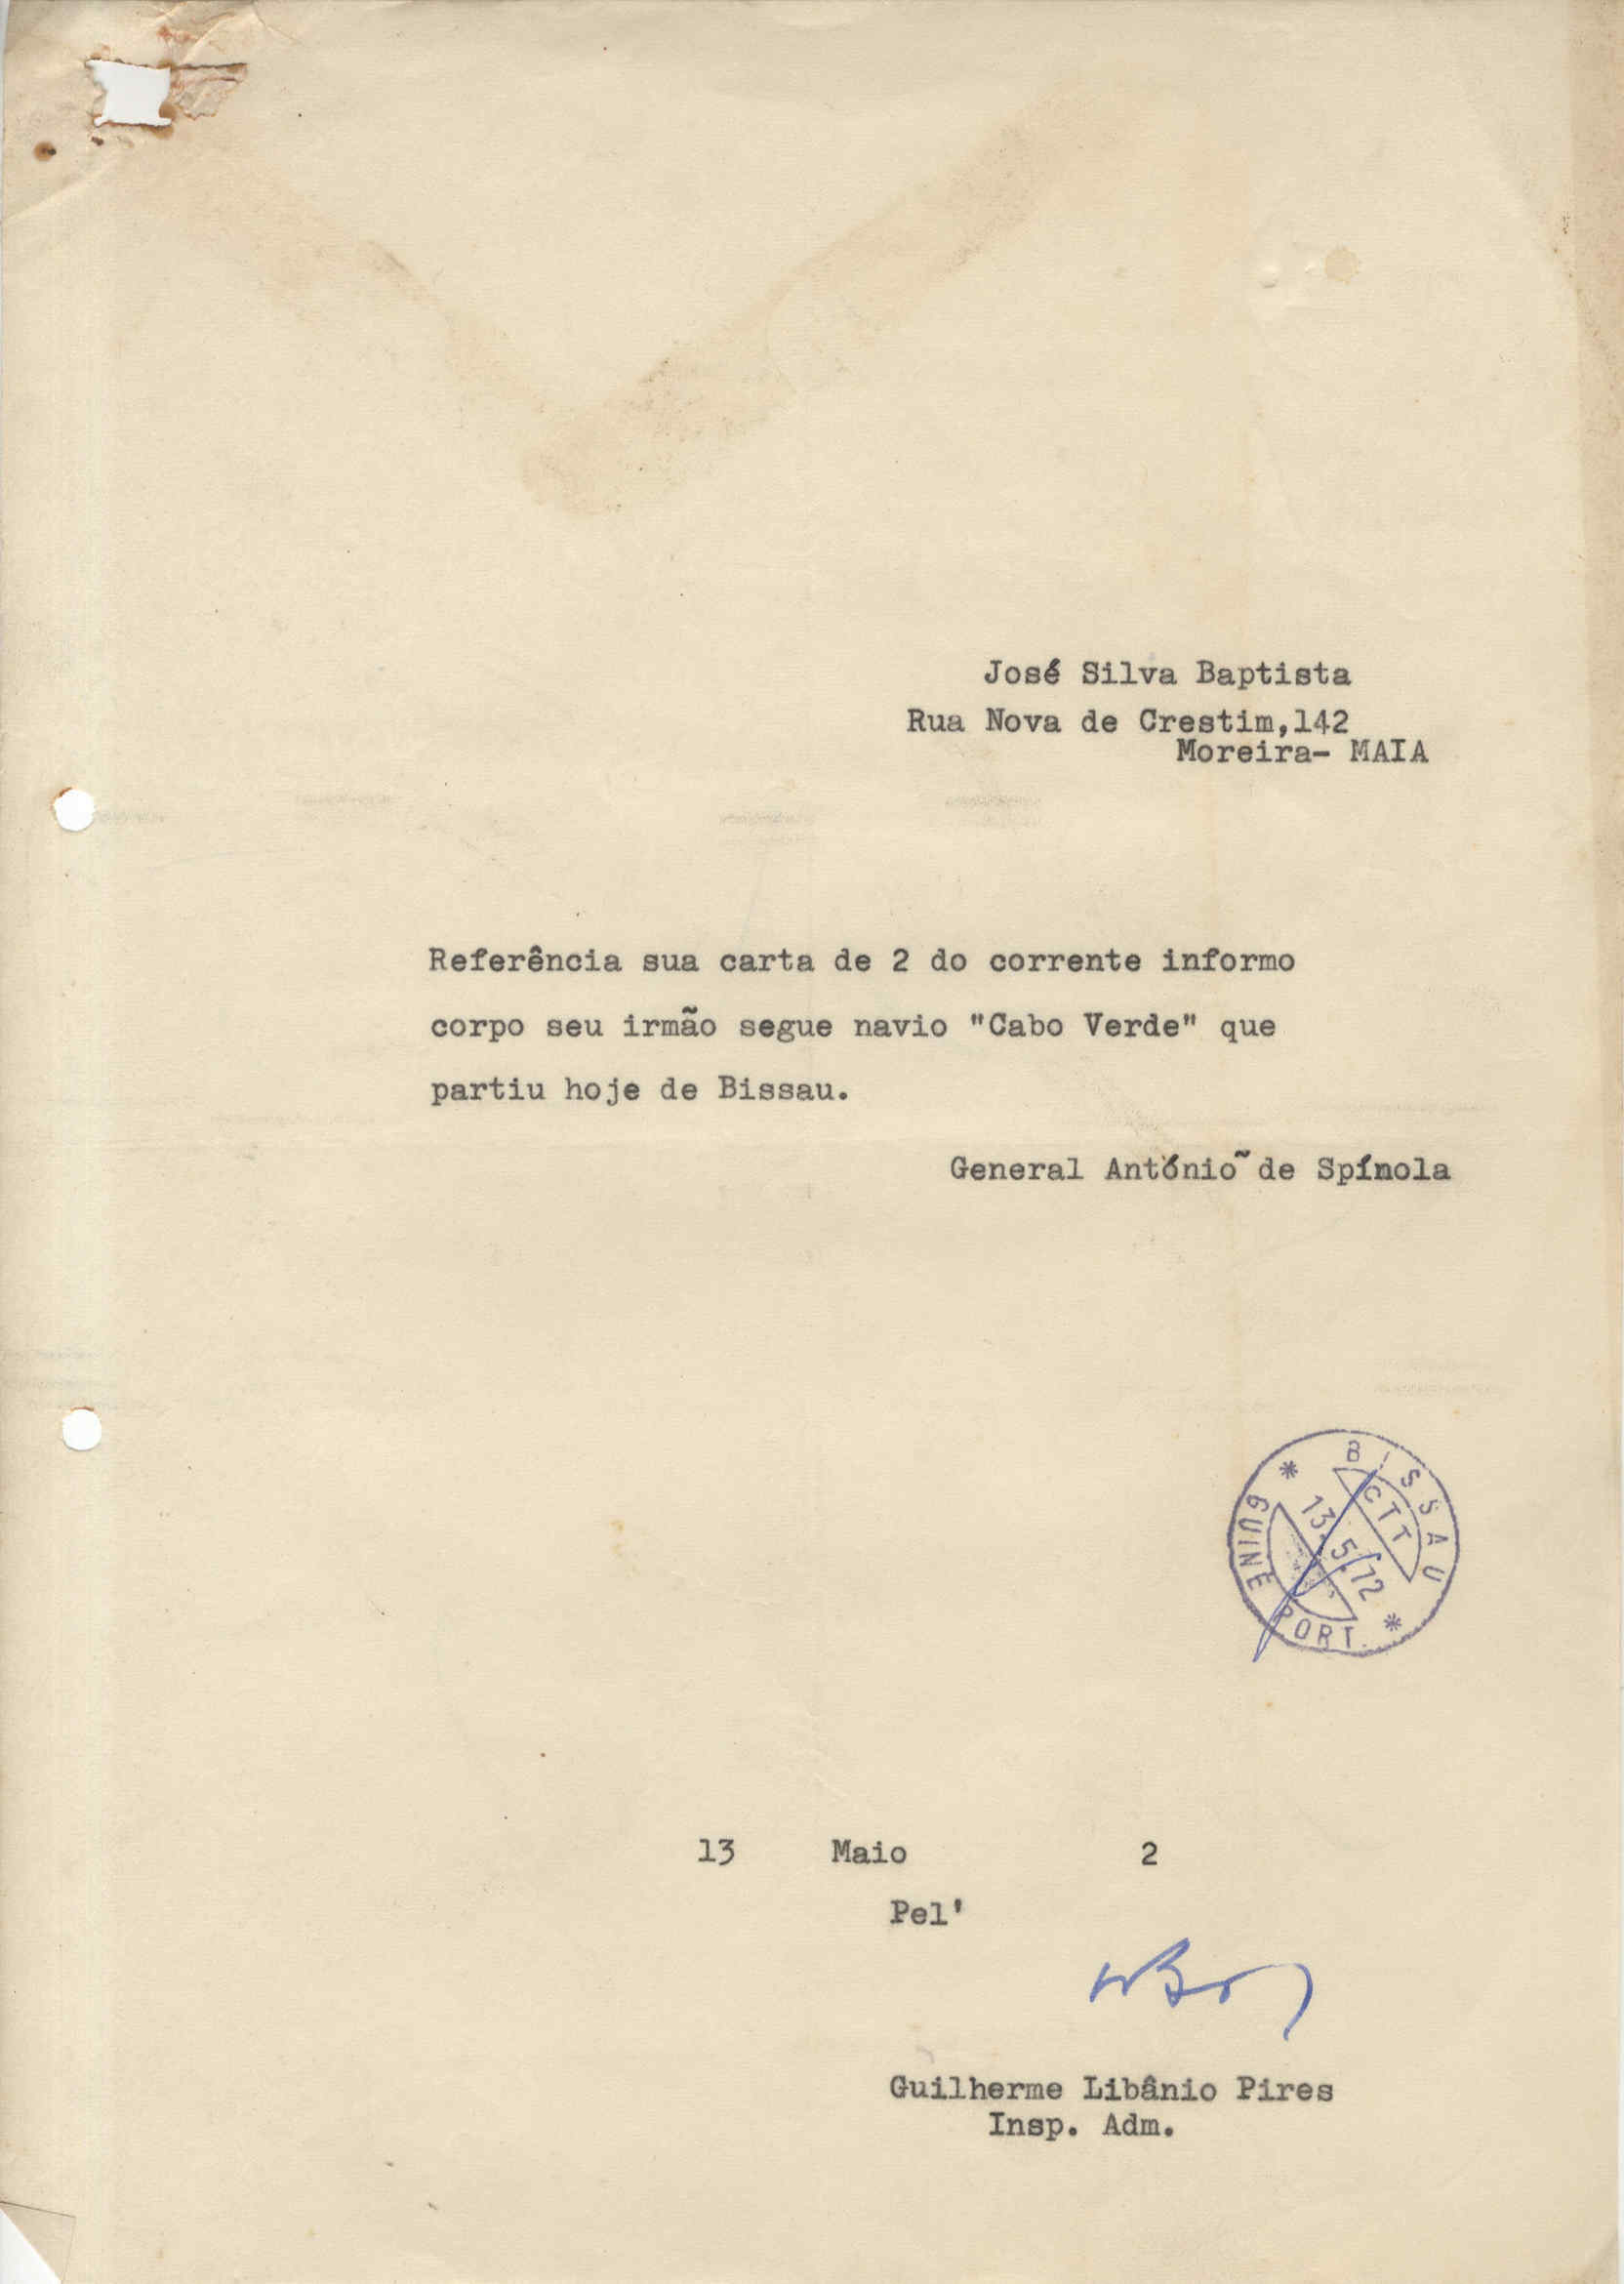 José Silva Baptista
Rua Nova de Crestim,142
Moreira- MAIA
Referência sua carta de 2 do corrente informo
corpo seu irmão segue navio "Cabo Verde" que
partiu hoje de Bissau.
General António~de Spínola
BISSAU
CTT
13. 5. 72
GUINÉ PORT.
13 Maio 2
Pel'
Guilherme Libânio Pires
Insp. Adm.